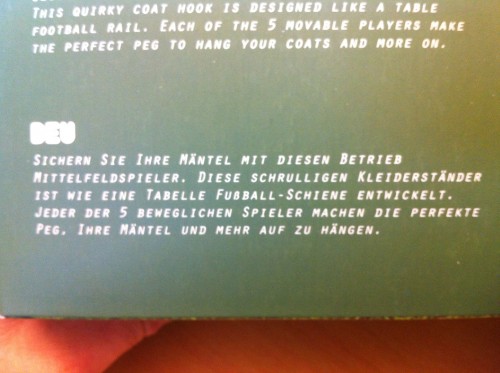 THIS QUIRKY COAT HOOK IS DESIGNED LIKE A TABLE
FOOTBALL RAIL. EACH OF THE 5 MOVABLE PLAYERS MAKE
THE PERFECT PEG TO HANG YOUR COATS AND MORE ON.
DEU
SICHERN SIE IHRE MÄNTEL MIT DIESEN BETRIEB
MITTELFELDSPIELER. DIESE SCHRULLIGEN KLEIDERSTÄNDER
IST WIE EINE TABELLE FUßBALL-SCHIENE ENTWICKELT.
JEDER DER 5 BEWEGLICHEN SPIELER MACHEN DIE PERFEKTE
PEG. IHRE MÄNTEL UND MEHR AUF ZU HÄNGEN.